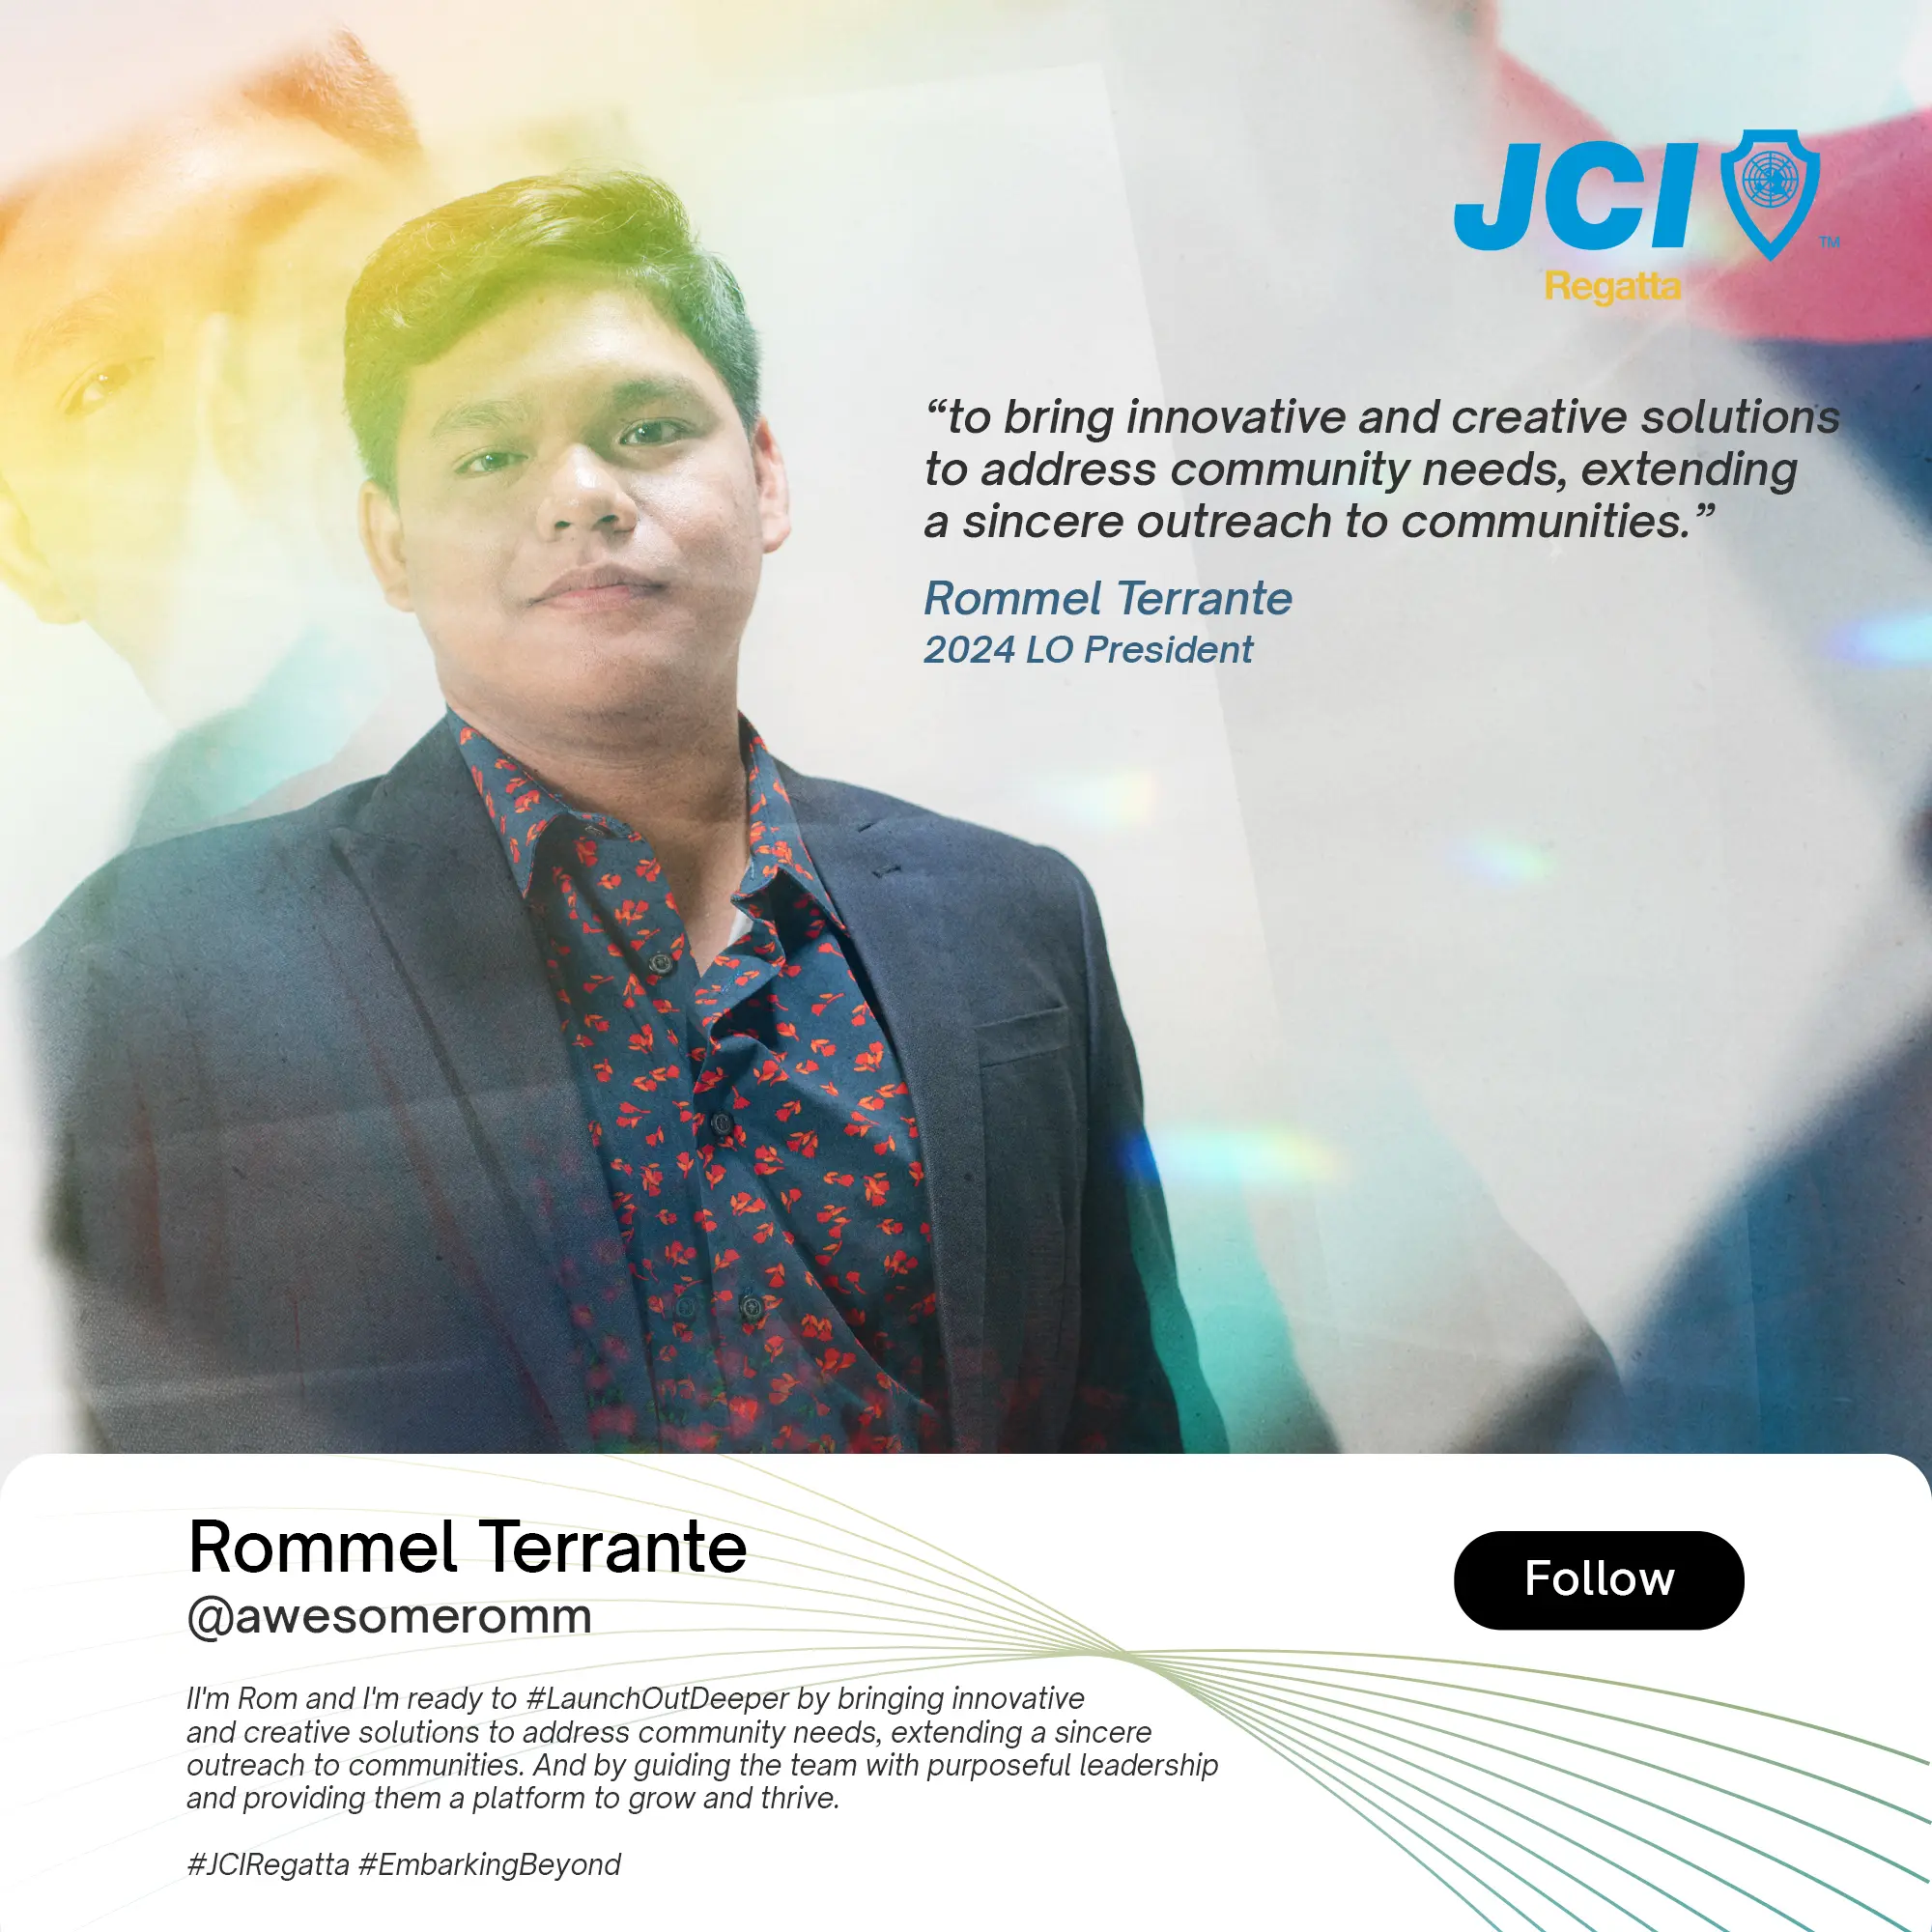 JCI
TM
Regatta
“to bring innovative and creative solutions
to address community needs, extending
a sincere outreach to communities.”
Rommel Terrante
2024 LO President
Rommel Terrante
@awesomeromm
Follow
II'm Rom and I'm ready to #LaunchOutDeeper by bringing innovative
and creative solutions to address community needs, extending a sincere
outreach to communities. And by guiding the team with purposeful leadership
and providing them a platform to grow and thrive.
#JCIRegatta #EmbarkingBeyond